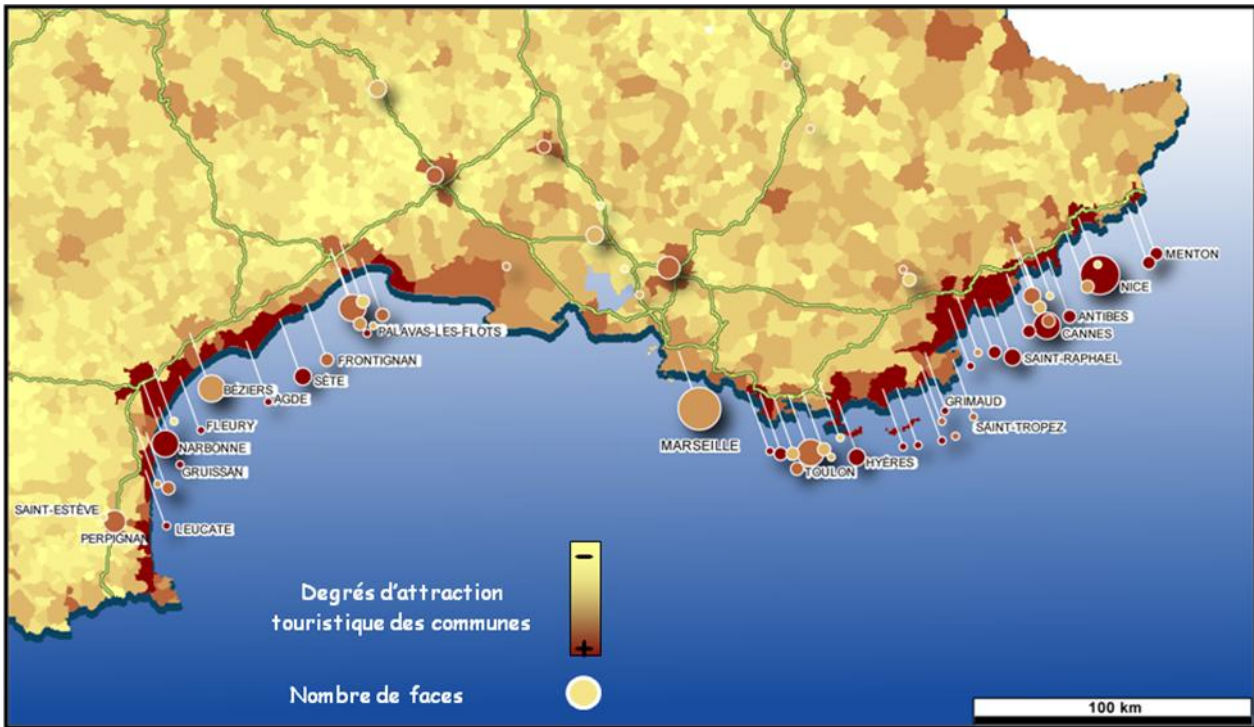 MENTON
NICE
ANTIBES
CANNES
SAINT-RAPHAEL
PALAVAS-LES-FLOTS
FRONTIGNAN
SÈTE
BÉZIERS
AGDE
GRIMAUD
SAINT-TROPEZ
FLEURY
MARSEILLE
NARBONNE
HYÈRES
GRUISSAN
TOULON
SAINT-ESTÈVE
LEUCATE
PERPIGNAN
Degrés d'attraction
touristique des communes
-
+
Nombre de faces
100 km